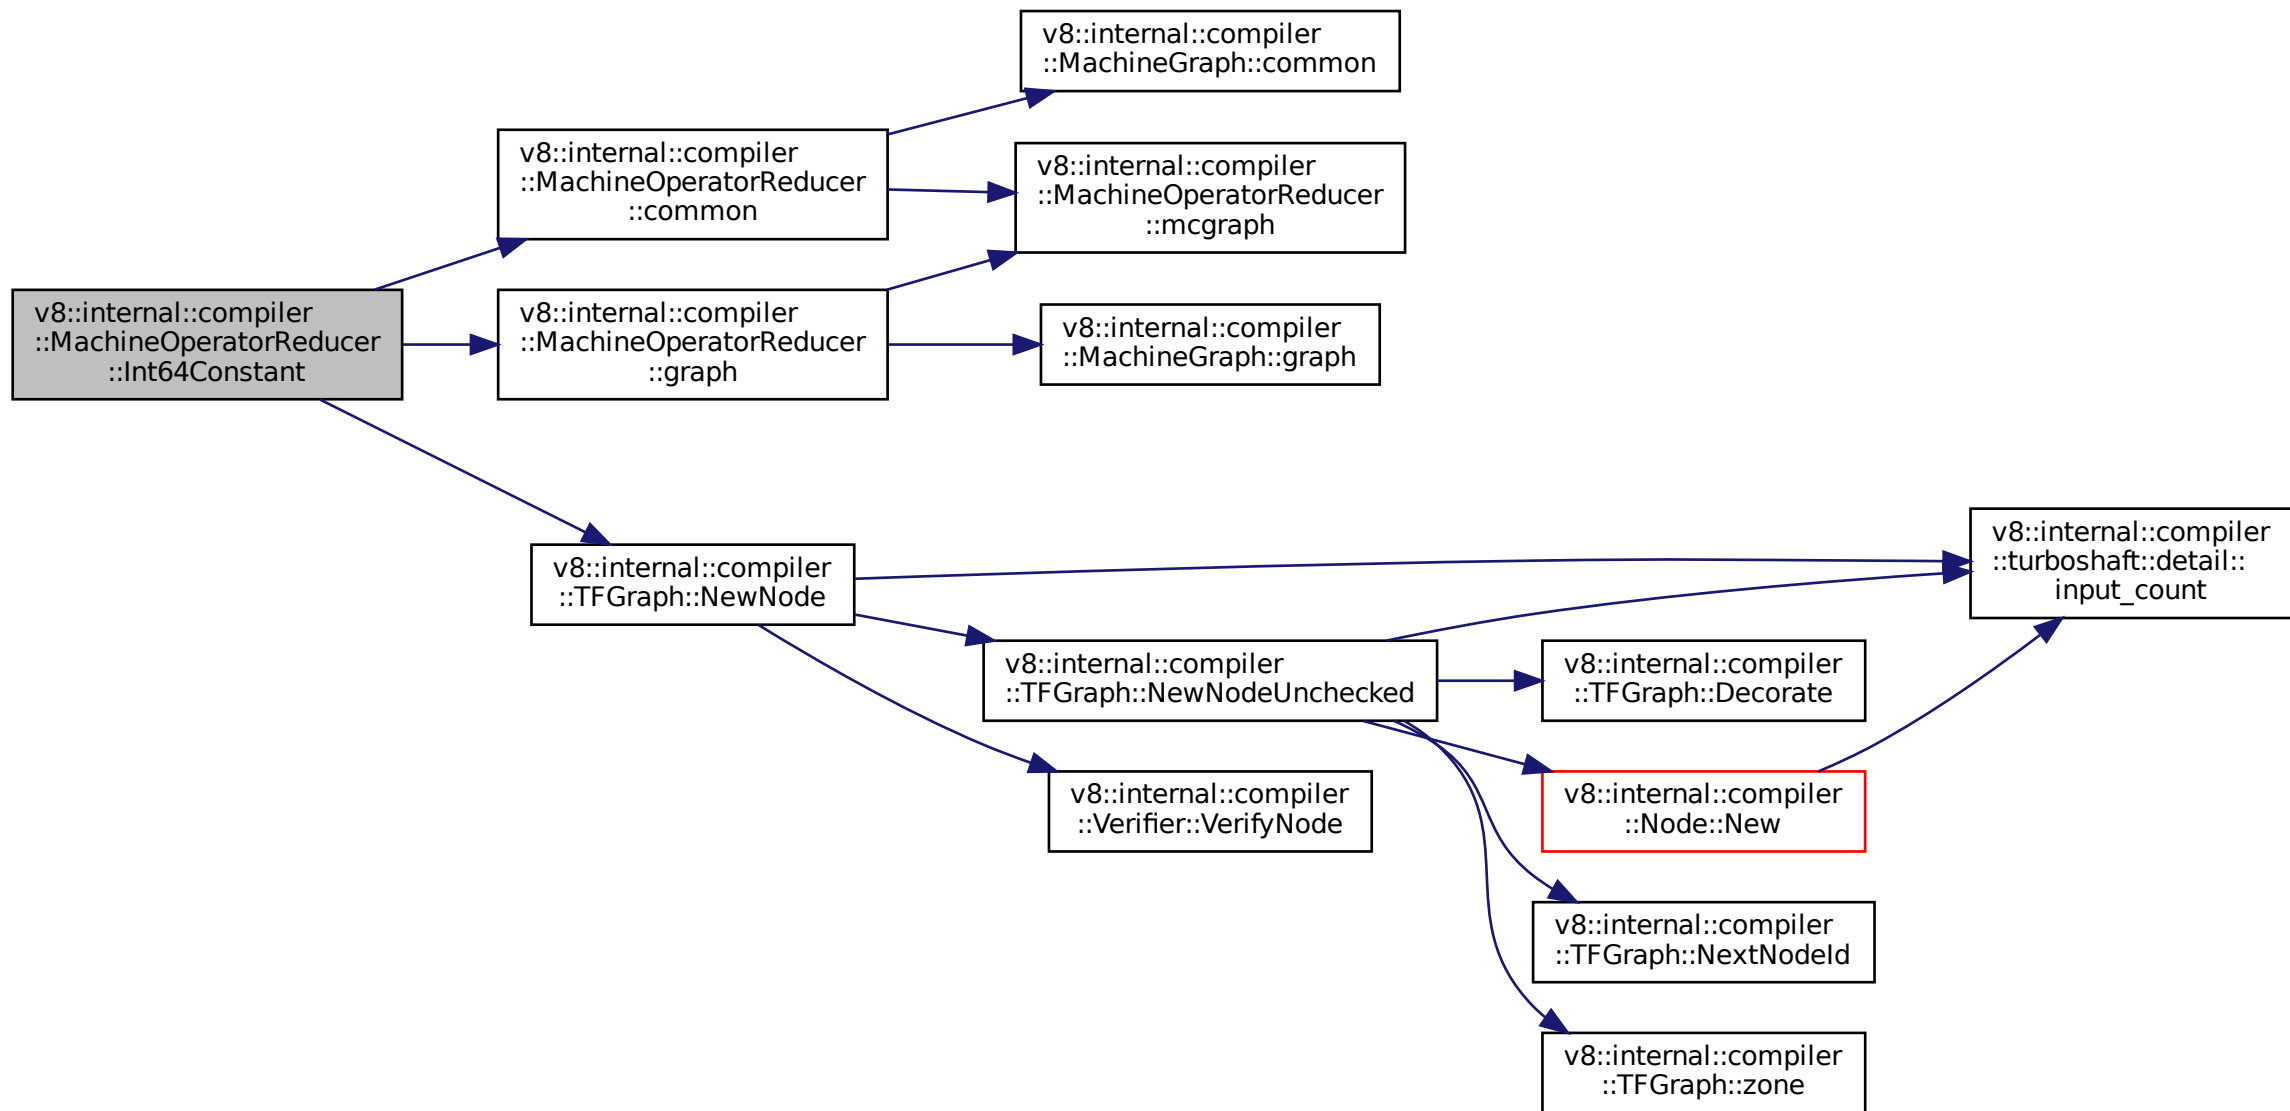 v8::internal::compiler
::MachineGraph::common
v8::internal::compiler
::MachineOperatorReducer
::common
v8::internal::compiler
::MachineOperatorReducer
::mcgraph
v8::internal::compiler
::MachineOperatorReducer
::Int64Constant
v8::internal::compiler
::MachineOperatorReducer
::graph
v8::internal::compiler
::MachineGraph::graph
v8::internal::compiler
::TFGraph::NewNode
v8::internal::compiler
::turboshaft::detail::
input_count
v8::internal::compiler
::TFGraph::NewNodeUnchecked
v8::internal::compiler
::TFGraph::Decorate
v8::internal::compiler
::Verifier::VerifyNode
v8::internal::compiler
::Node::New
v8::internal::compiler
::TFGraph::NextNodeId
v8::internal::compiler
::TFGraph::zone